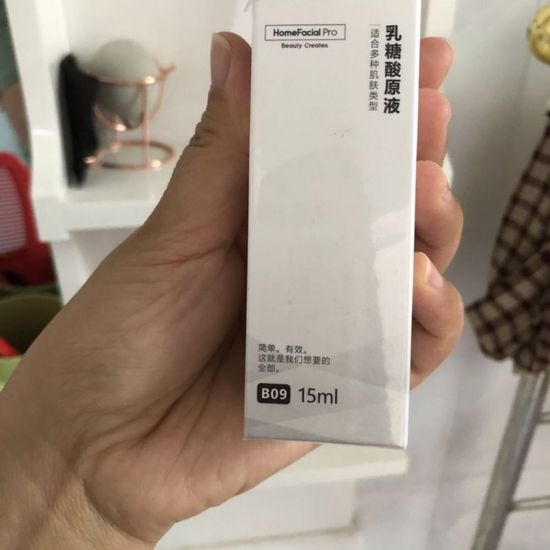 HomeFacial Pro
Beauty Creates
乳糖酸原液
适合多种肌肤类型
简单。有效。
这就是我们想要的
全部。
B09 15ml